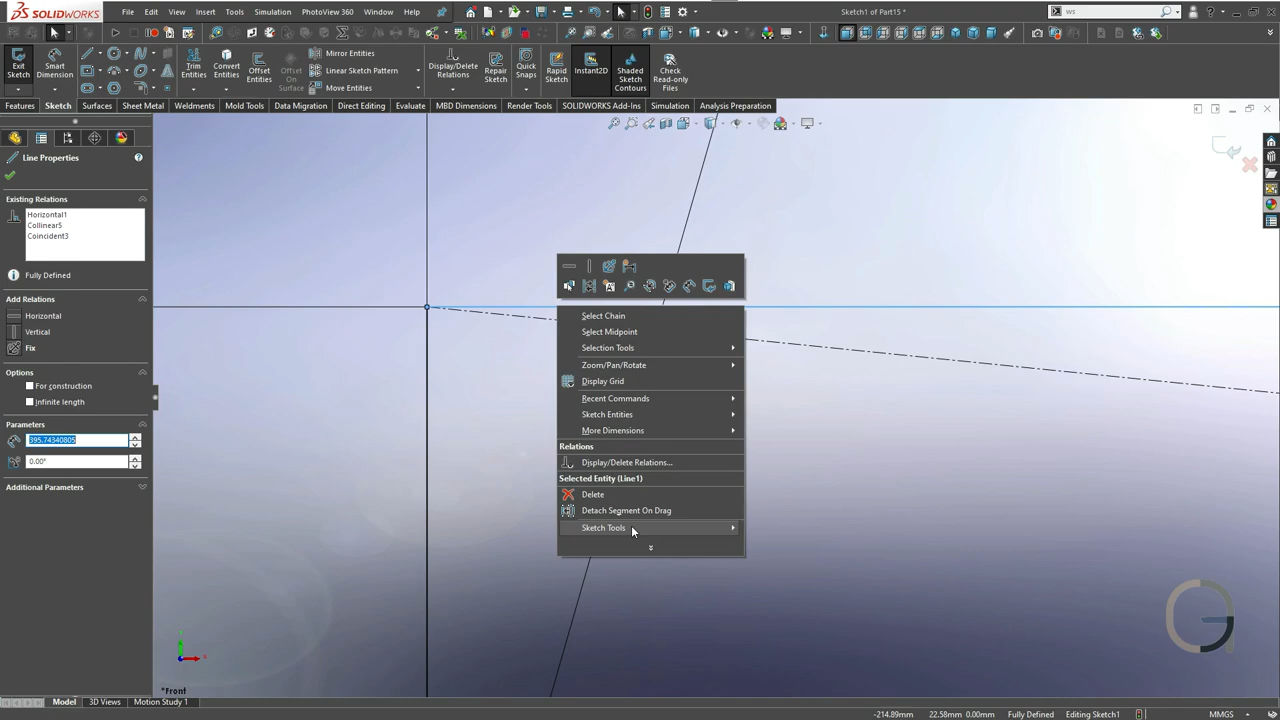 SOLIDWORKS File Edit View Insert Tools Simulation PhotoView 360 Window Help Sketch1 of Part15 * ws
Exit Sketch Smart Dimension Trim Entities Convert Entities Offset Entities Offset On Surface Mirror Entities Linear Sketch Pattern Move Entities Display/Delete Relations Repair Sketch Quick Snaps Rapid Sketch Instant2D Shaded Sketch Contours Check Read-only Files
Features Sketch Surfaces Sheet Metal Weldments Mold Tools Data Migration Direct Editing Evaluate MBD Dimensions Render Tools SOLIDWORKS Add-Ins Simulation Analysis Preparation
Line Properties
Existing Relations
Horizontal1
Collinear5
Coincident3
Fully Defined
Add Relations
Horizontal
Vertical
Fix
Options
For construction
Infinite length
Parameters
395.74340805
0.00°
Additional Parameters
Select Chain
Select Midpoint
Selection Tools
Zoom/Pan/Rotate
Display Grid
Recent Commands
Sketch Entities
More Dimensions
Relations
Display/Delete Relations...
Selected Entity (Line1)
Delete
Detach Segment On Drag
Sketch Tools
*Front
Model 3D Views Motion Study 1
-214.89mm 22.58mm 0.00mm Fully Defined Editing Sketch1 MMGS